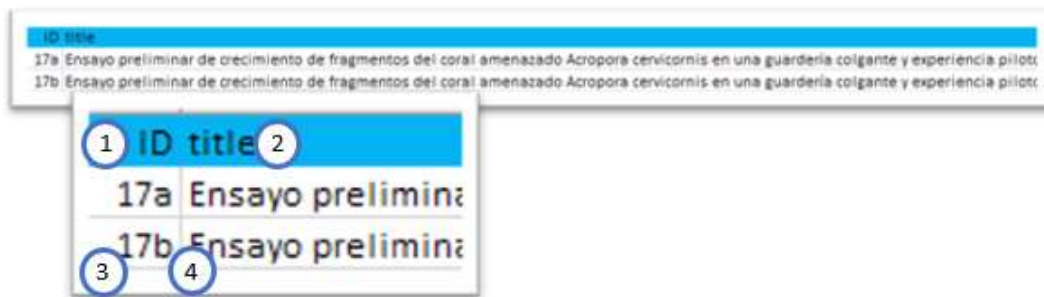 ID title
17a Ensayo preliminar de crecimiento de fragmentos del coral amenazado Acropora cervicornis en una guardería colgante y experiencia piloto
17b Ensayo preliminar de crecimiento de fragmentos del coral amenazado Acropora cervicornis en una guardería colgante y experiencia piloto
1 ID title 2
17a Ensayo prelimina
17b Ensayo prelimina
3 4